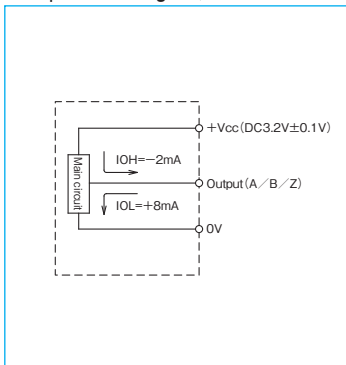 +Vcc(DC3.2V±0.1V)
IOH=−2mA
Main circuit
Output(A/B/Z)
IOL=+8mA
0V